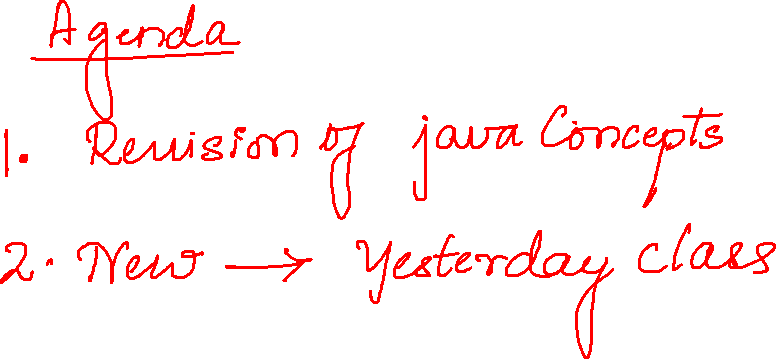 Agenda
1. Revision of java Concepts
2. New → Yesterday class